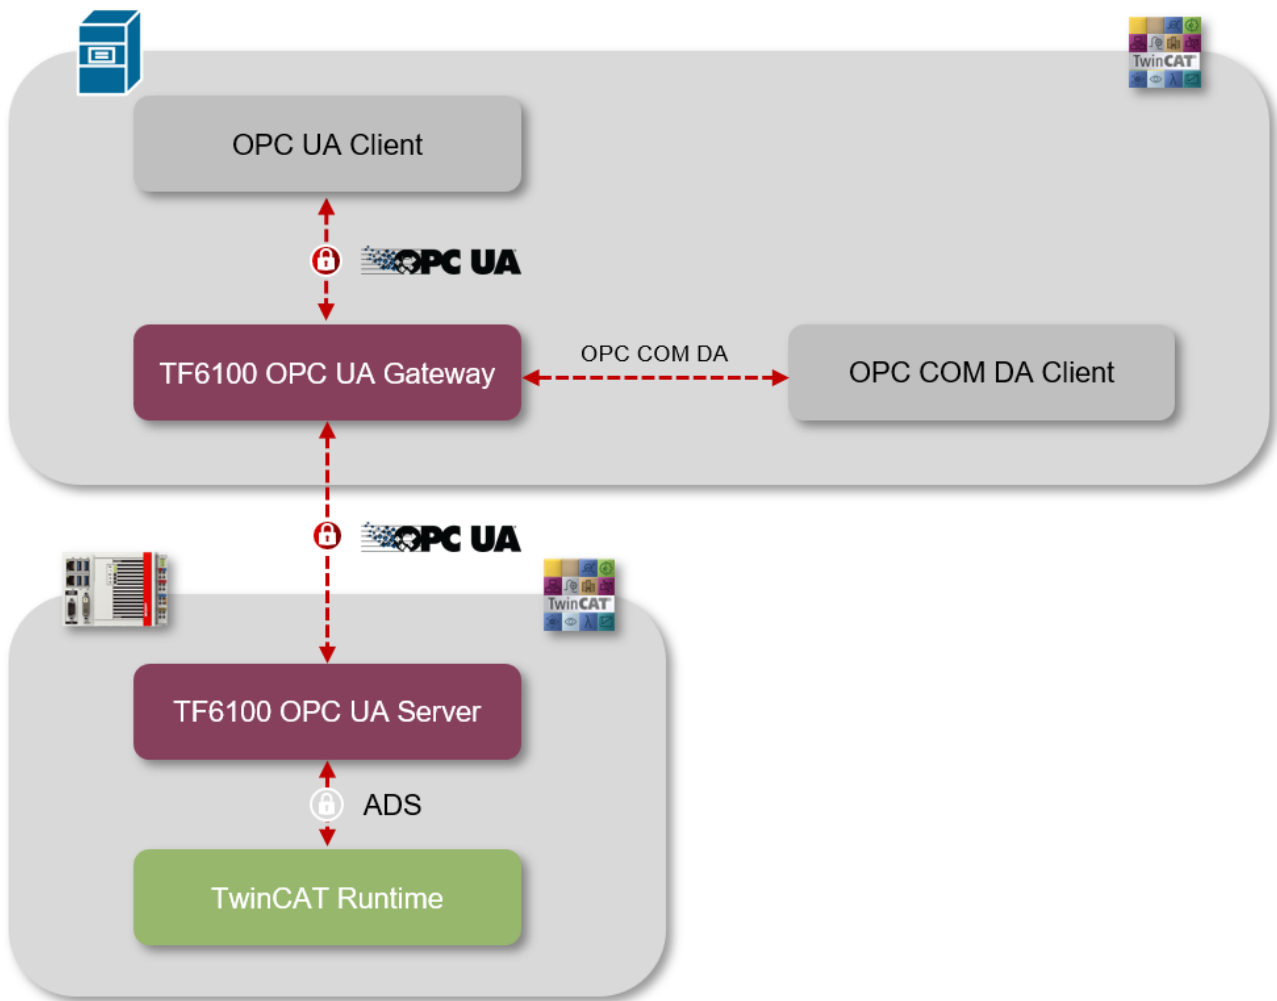 TwinCAT
OPC UA Client
OPC UA
TF6100 OPC UA Gateway
OPC COM DA
OPC COM DA Client
OPC UA
TwinCAT
TF6100 OPC UA Server
ADS
TwinCAT Runtime